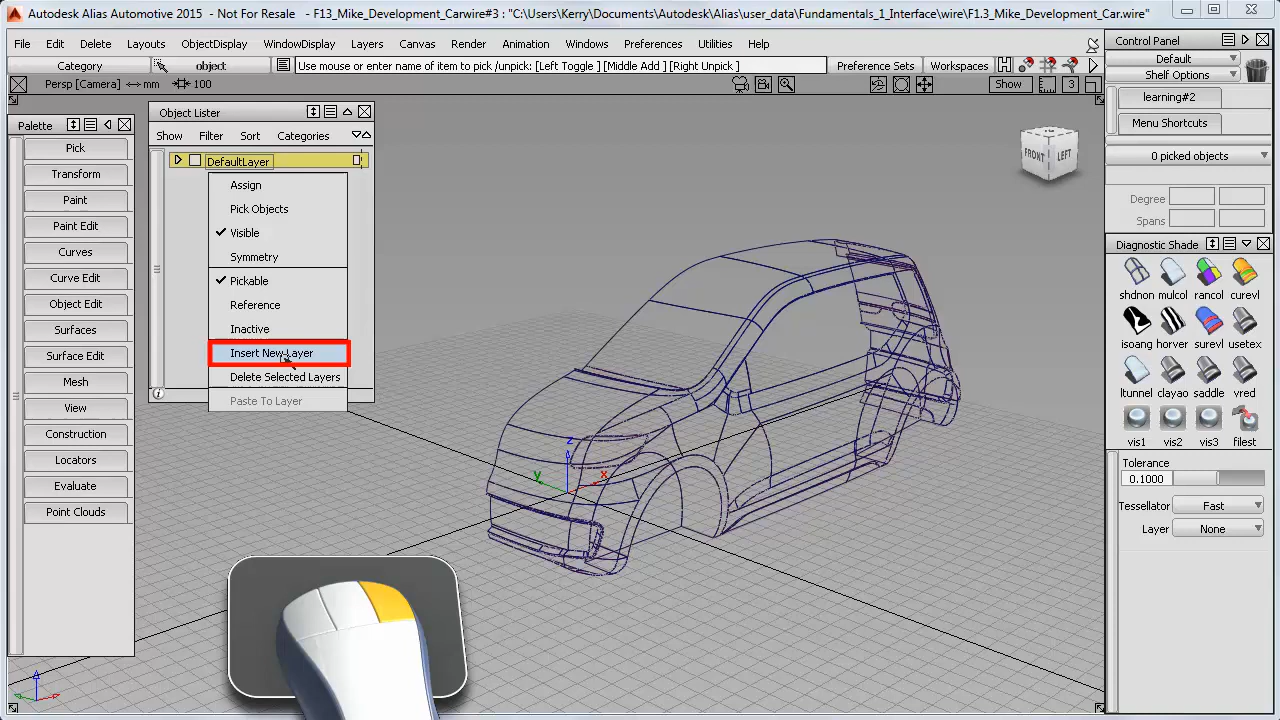 Autodesk Alias Automotive 2015 - Not For Resale - F13_Mike_Development_Carwire#3 : "C:\Users\Kerry\Documents\Autodesk\Alias\user_data\Fundamentals_1_Interface\wire\F1.3_Mike_Development_Car.wire"
File Edit Delete Layouts ObjectDisplay WindowDisplay Layers Canvas Render Animation Windows Preferences Utilities Help
Category object Use mouse or enter name of item to pick /unpick: [Left Toggle ] [Middle Add ] [Right Unpick ] Preference Sets Workspaces
Persp [Camera] mm 100 Show 3
Object Lister
Show Filter Sort Categories
DefaultLayer
Assign
Pick Objects
Visible
Symmetry
Pickable
Reference
Inactive
Insert New Layer
Delete Selected Layers
Paste To Layer
Palette
Pick
Transform
Paint
Paint Edit
Curves
Curve Edit
Object Edit
Surfaces
Surface Edit
Mesh
View
Construction
Locators
Evaluate
Point Clouds
FRONT LEFT
z
y x
Control Panel
Default
Shelf Options
learning#2
Menu Shortcuts
0 picked objects
Degree
Spans
Diagnostic Shade
shdnon mulcol rancol curevl
isoang horver surevl usetex
ltunnel clayao saddle vred
vis1 vis2 vis3 filest
Tolerance
0.1000
Tessellator Fast
Layer None